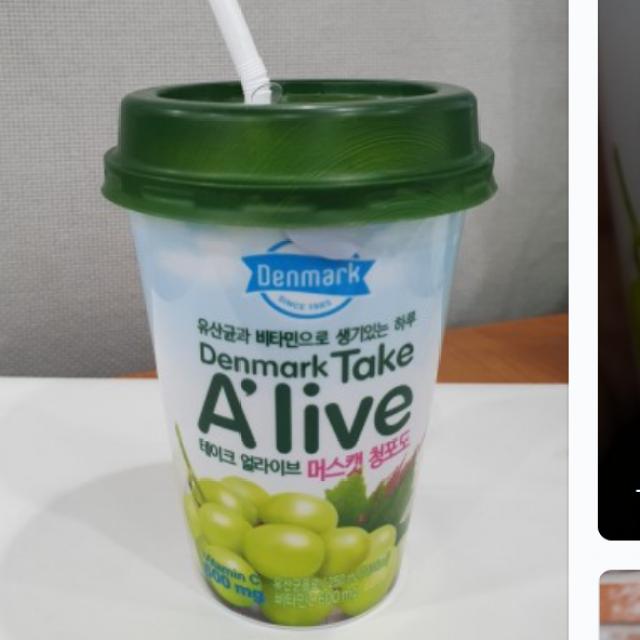 Denmark
SINCE 1985
유산균과 비타민으로 생기있는 하루
Denmark Take
A'live
테이크 얼라이브 머스캣 청포도
Vitamin C
500 mg